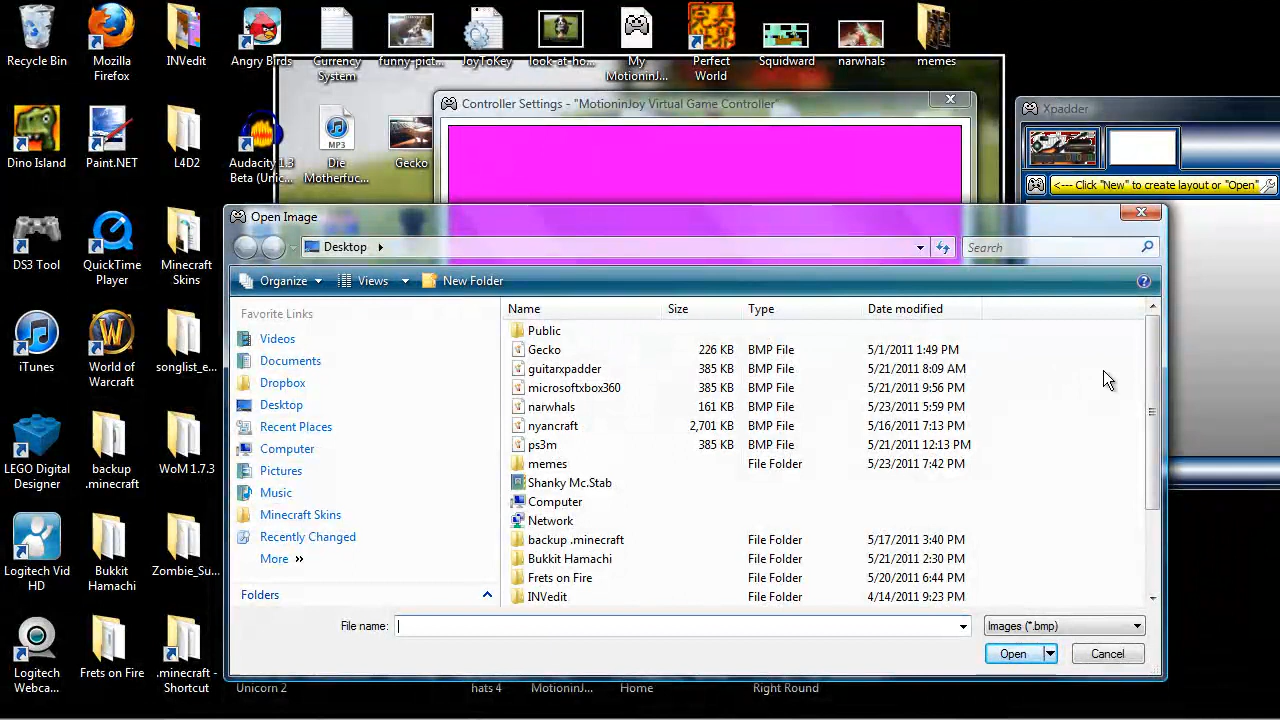 Recycle Bin
Mozilla
Firefox
INVedit
Angry Birds
Currency
System
funny-pict...
JoyToKey
look-at-ho...
My
MotioninJ...
Perfect
World
Squidward
narwhals
memes
Controller Settings - "MotioninJoy Virtual Game Controller"
Xpadder
Dino Island
Paint.NET
L4D2
Audacity 1.3
Beta (Unic...
MP3
Die
Motherfuc...
Gecko
<--- Click "New" to create layout or "Open"
Open Image
Desktop
Search
DS3 Tool
QuickTime
Player
Minecraft
Skins
Organize
Views
New Folder
Favorite Links
Videos
Documents
Dropbox
Desktop
Recent Places
Computer
Pictures
Music
Minecraft Skins
Recently Changed
More »
Folders
Name Size Type Date modified
Public
Gecko 226 KB BMP File 5/1/2011 1:49 PM
guitarxpadder 385 KB BMP File 5/21/2011 8:09 AM
microsoftxbox360 385 KB BMP File 5/21/2011 9:56 PM
narwhals 161 KB BMP File 5/23/2011 5:59 PM
nyancraft 2,701 KB BMP File 5/16/2011 7:13 PM
ps3m 385 KB BMP File 5/21/2011 12:13 PM
memes File Folder 5/23/2011 7:42 PM
Shanky Mc.Stab
Computer
Network
backup .minecraft File Folder 5/17/2011 3:40 PM
Bukkit Hamachi File Folder 5/21/2011 2:30 PM
Frets on Fire File Folder 5/20/2011 6:44 PM
INVedit File Folder 4/14/2011 9:23 PM
File name:
Images (*.bmp)
Open
Cancel
iTunes
World of
Warcraft
songlist_e...
LEGO Digital
Designer
backup
.minecraft
WoM 1.7.3
Logitech Vid
HD
Bukkit
Hamachi
Zombie_Su...
Logitech
Webca...
Frets on Fire
.minecraft -
Shortcut
Unicorn 2
hats 4
MotioninJ...
Home
Right Round